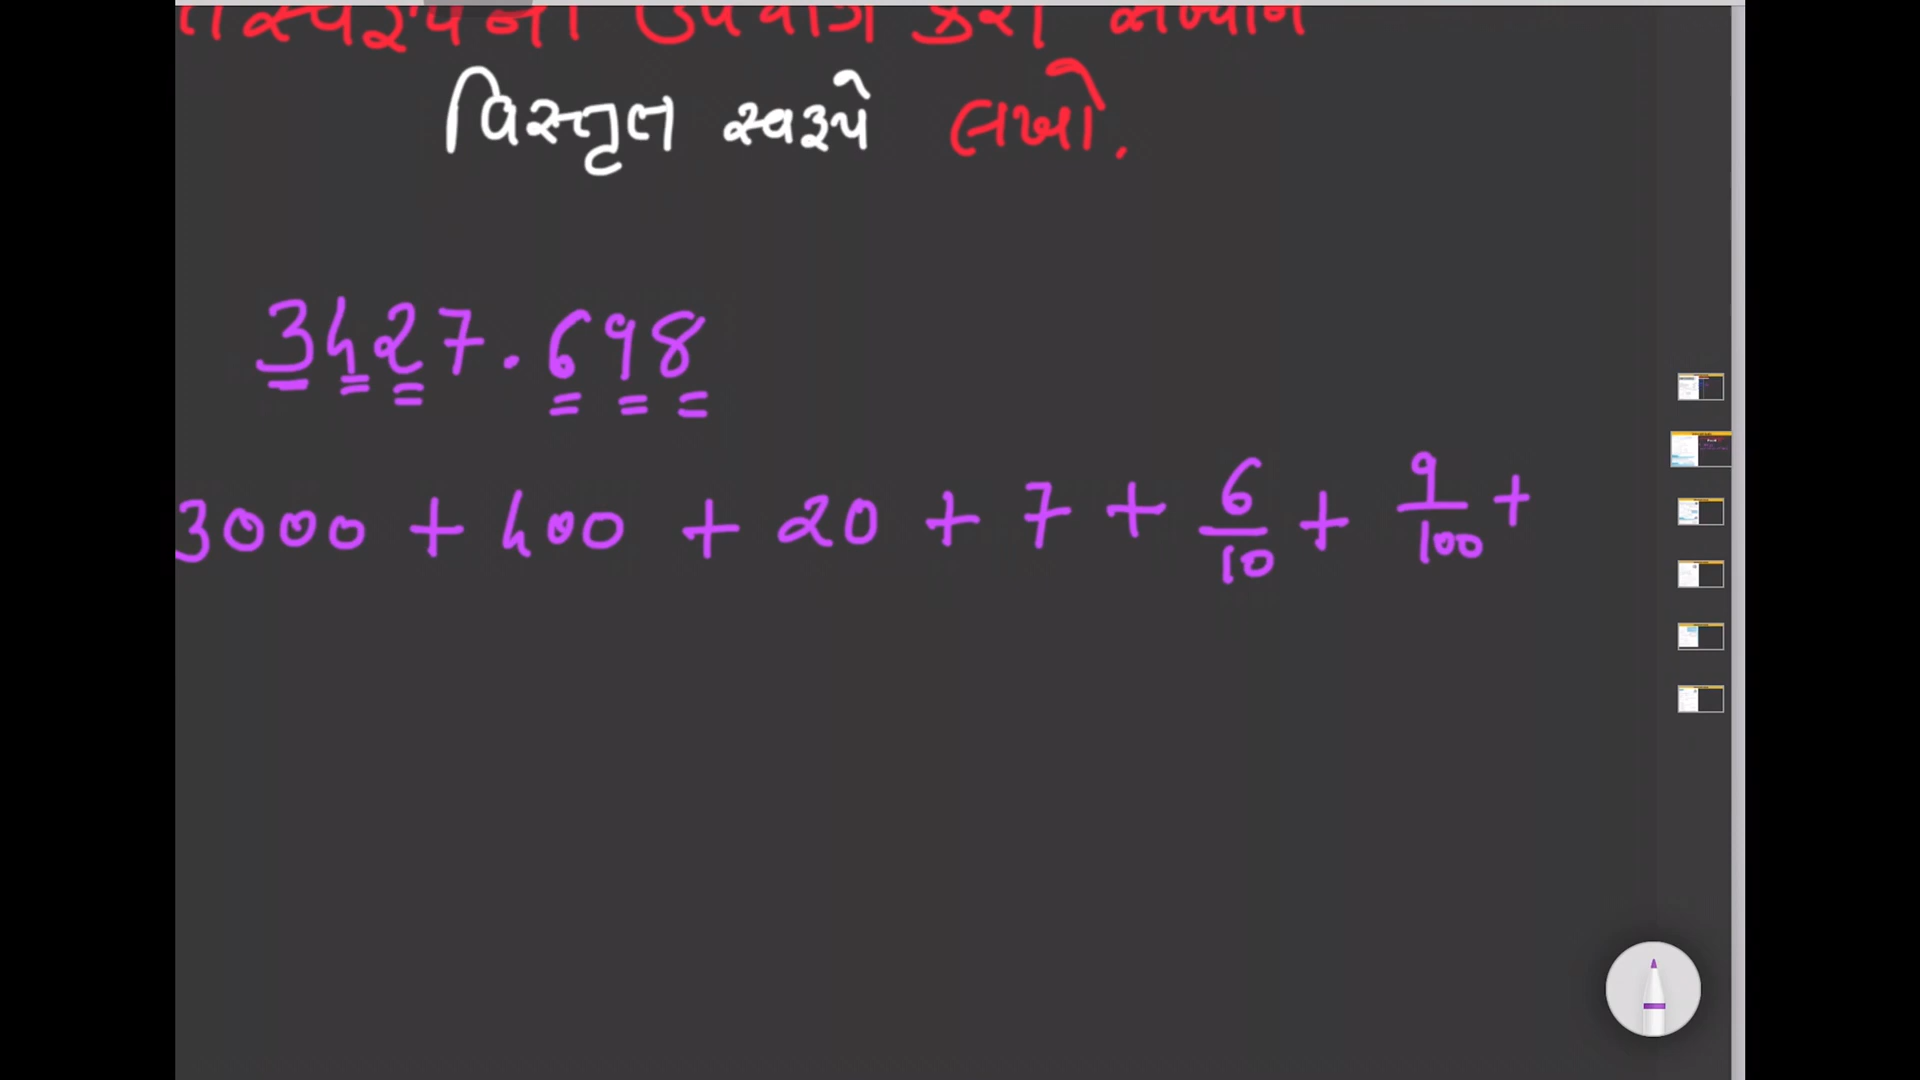 વિસ્તૃત સ્વરૂપે લખો.
3427.698
3000 + 400 + 20 + 7 + 6/10 + 9/100 +